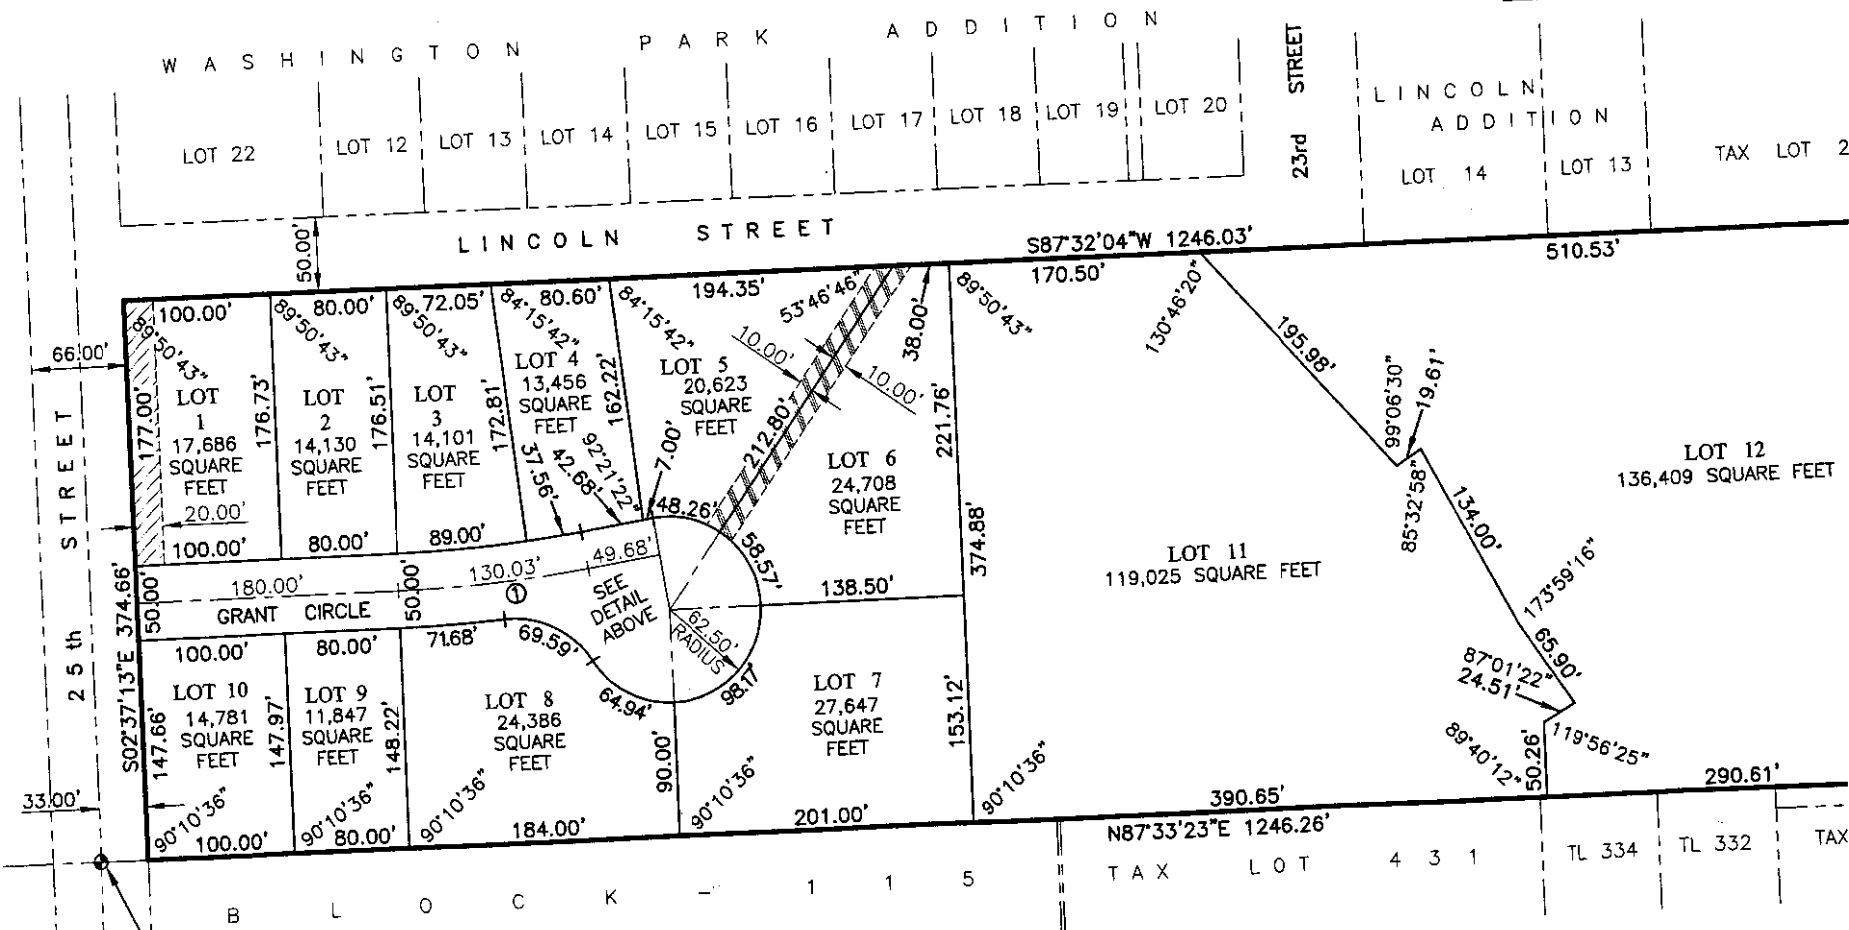 WASHINGTON PARK ADDITION
LOT 22
LOT 12
LOT 13
LOT 14
LOT 15
LOT 16
LOT 17
LOT 18
LOT 19
LOT 20
23rd STREET
LINCOLN
ADDITION
LOT 14
LOT 13
TAX LOT 2
LINCOLN STREET
50.00'
S87°32'04"W 1246.03'
510.53'
100.00'
80.00'
72.05'
80.60'
194.35'
38.00'
170.50'
66.00'
89°50'43"
89°50'43"
89°50'43"
84°15'42"
84°15'42"
53°46'46"
89°50'43"
130°46'20"
195.98'
99°06'30"
19.61'
85°32'58"
134.00'
173°59'16"
65.90'
87°01'22"
24.51'
119°56'25"
89°40'12"
50.26'
25th STREET
177.00'
LOT
1
17,686
SQUARE
FEET
20.00'
100.00'
176.73'
LOT
2
14,130
SQUARE
FEET
80.00'
176.51'
LOT
3
14,101
SQUARE
FEET
89.00'
172.81'
LOT 4
13,456
SQUARE
FEET
37.56'
42.68'
92°21'22"
162.22'
7.00'
LOT 5
20,623
SQUARE
FEET
48.26'
10.00'
10.00'
212.80'
LOT 6
24,708
SQUARE
FEET
58.57'
138.50'
221.76'
374.88'
153.12'
LOT 11
119,025 SQUARE FEET
LOT 12
136,409 SQUARE FEET
S02°37'13"E 374.66'
50.00'
180.00'
50.00'
130.03'
1
49.68'
GRANT CIRCLE
SEE
DETAIL
ABOVE
62.50'
RADIUS
100.00'
80.00'
71.68'
69.59'
64.94'
98.17'
147.66'
LOT 10
14,781
SQUARE
FEET
147.97'
LOT 9
11,847
SQUARE
FEET
148.22'
LOT 8
24,386
SQUARE
FEET
90.00'
LOT 7
27,647
SQUARE
FEET
33.00'
90°10'36"
90°10'36"
90°10'36"
90°10'36"
90°10'36"
100.00'
80.00'
184.00'
201.00'
390.65'
290.61'
N87°33'23"E 1246.26'
BLOCK - 115
TAX LOT 431
TL 334
TL 332
TAX